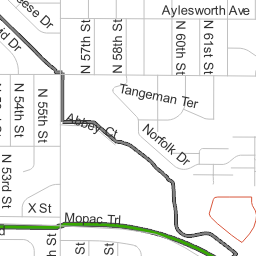 Aylesworth Ave
N 57th St
N 58th St
N 60th St
N 61st St
Tangeman Ter
N 54th St
N 55th St
Abbey Ct
Norfolk Dr
N 53rd St
X St
Mopac Trl